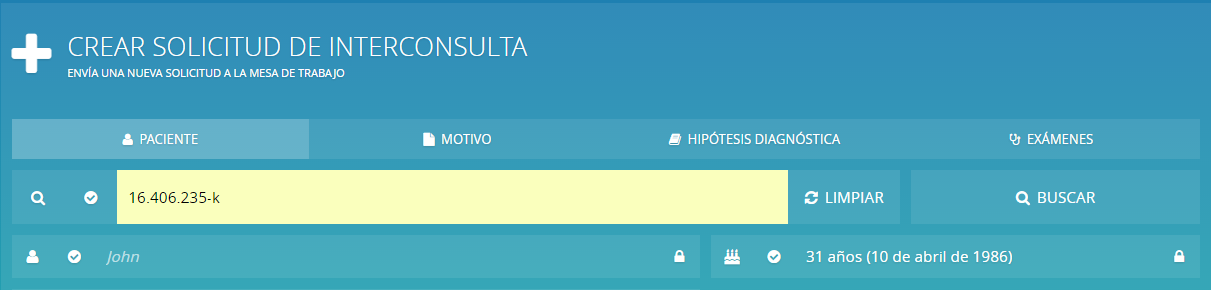 CREAR SOLICITUD DE INTERCONSULTA
ENVÍA UNA NUEVA SOLICITUD A LA MESA DE TRABAJO
PACIENTE MOTIVO HIPÓTESIS DIAGNÓSTICA EXÁMENES
16.406.235-k LIMPIAR BUSCAR
John 31 años (10 de abril de 1986)